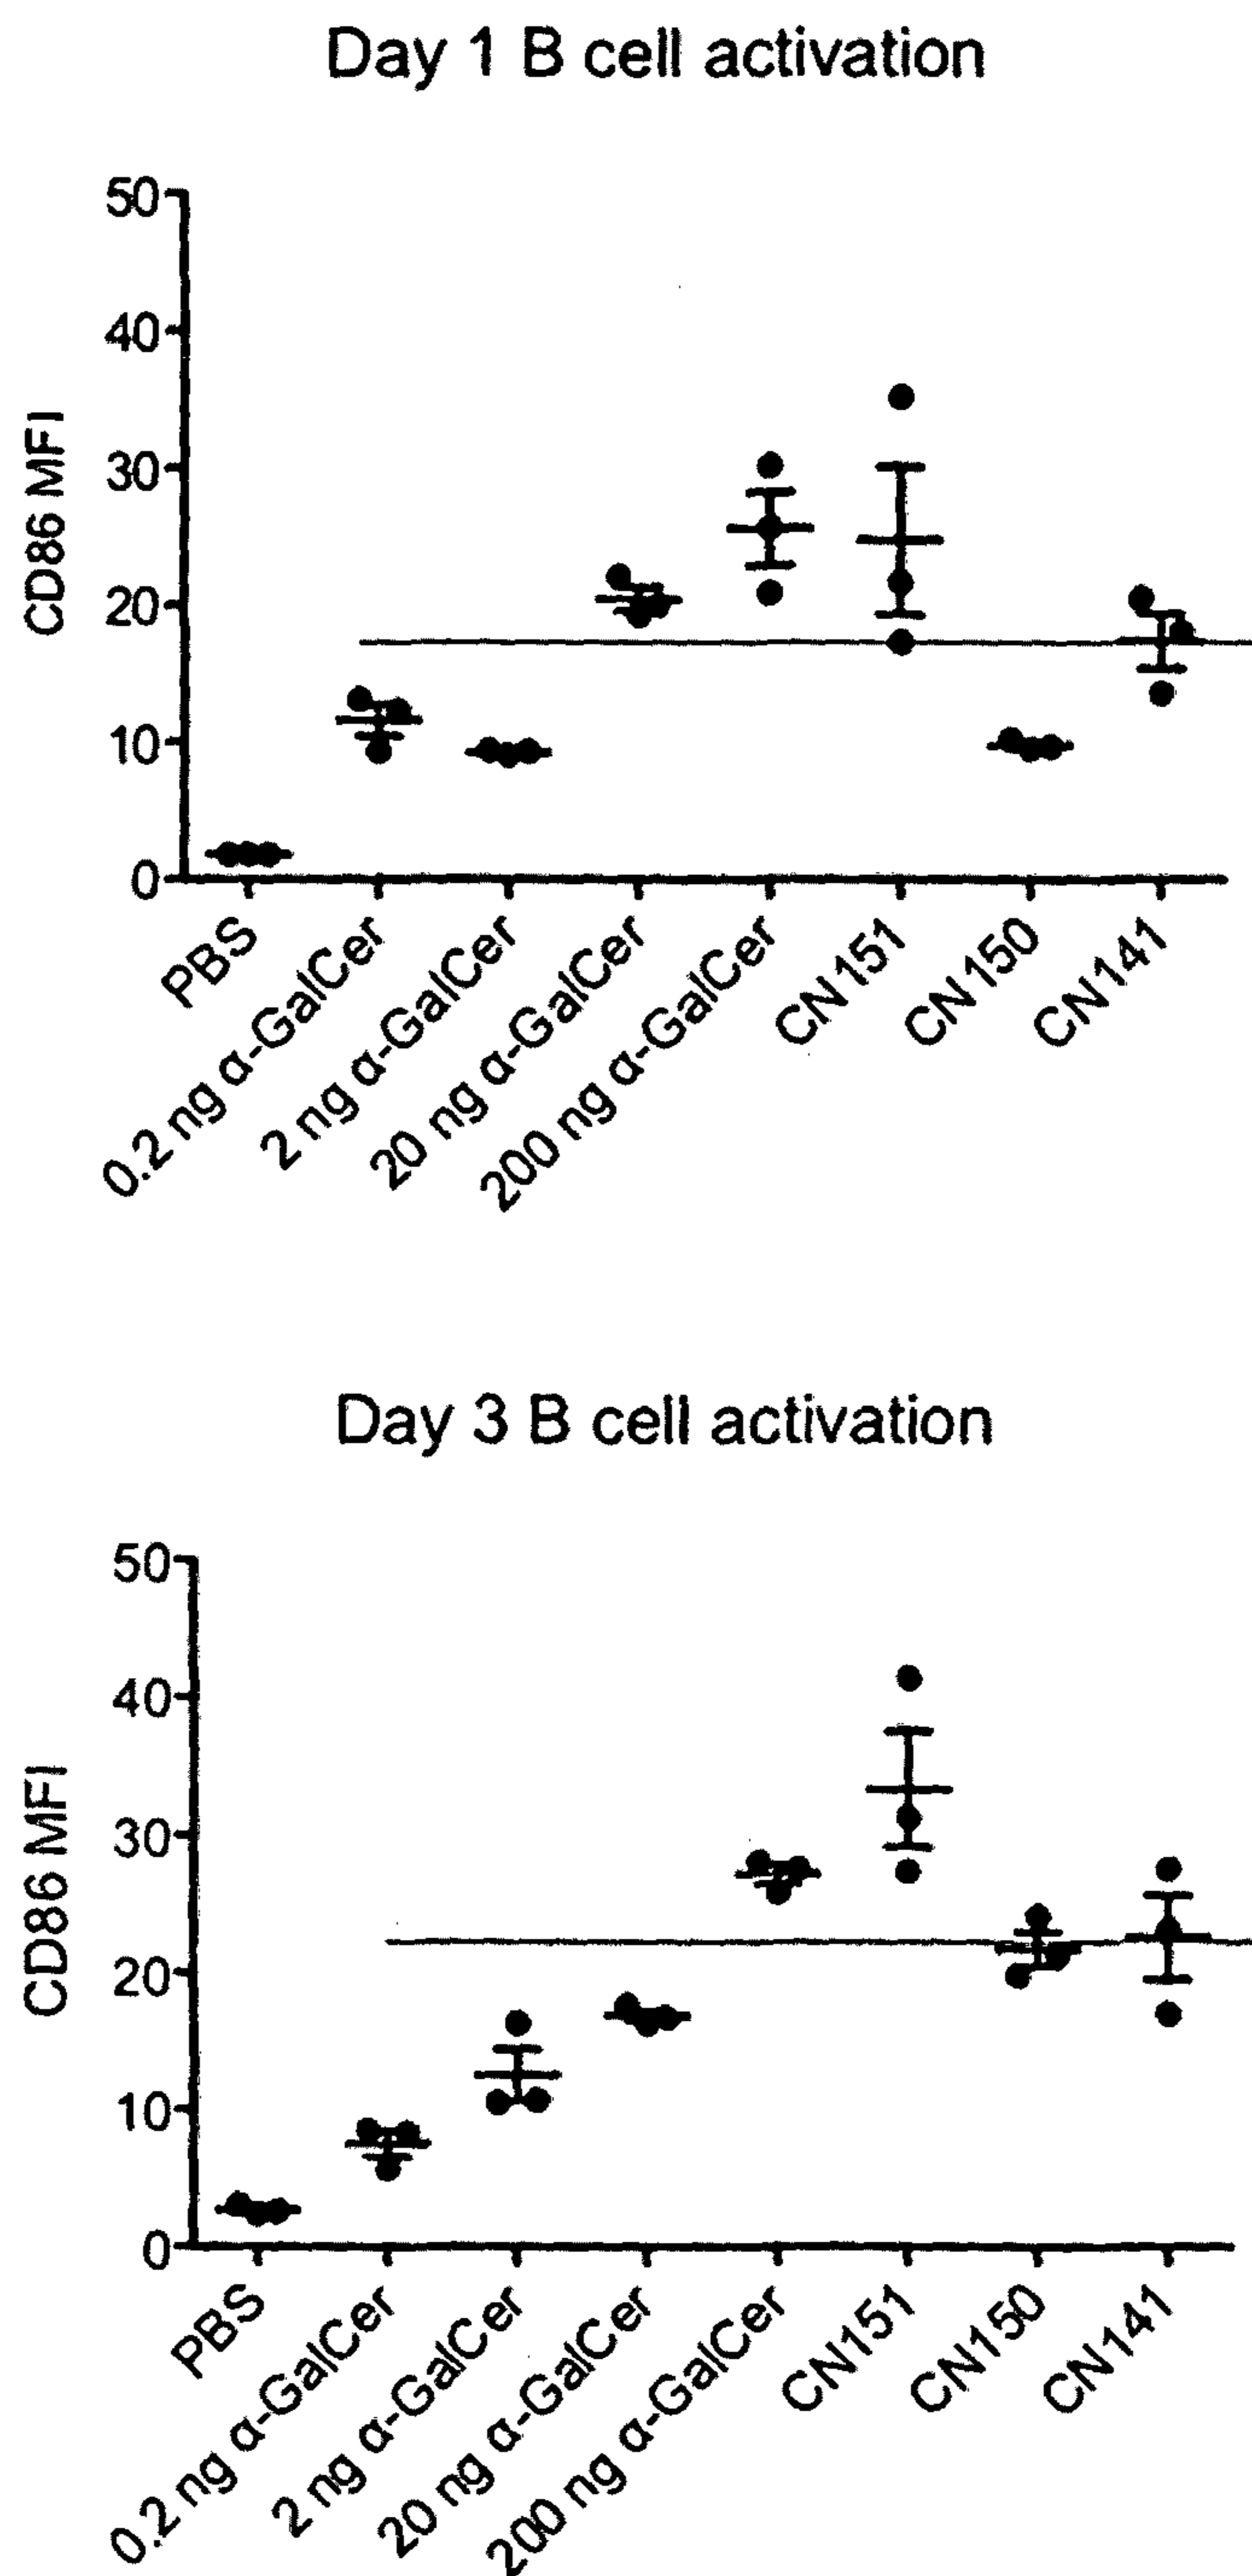 Day 1 B cell activation
50
40
30
20
10
0
CD86 MFI
PBS
0.2 ng α-GalCer
2 ng α-GalCer
20 ng α-GalCer
200 ng α-GalCer
CN151
CN150
CN141
Day 3 B cell activation
50
40
30
20
10
0
CD86 MFI
PBS
0.2 ng α-GalCer
2 ng α-GalCer
20 ng α-GalCer
200 ng α-GalCer
CN151
CN150
CN141